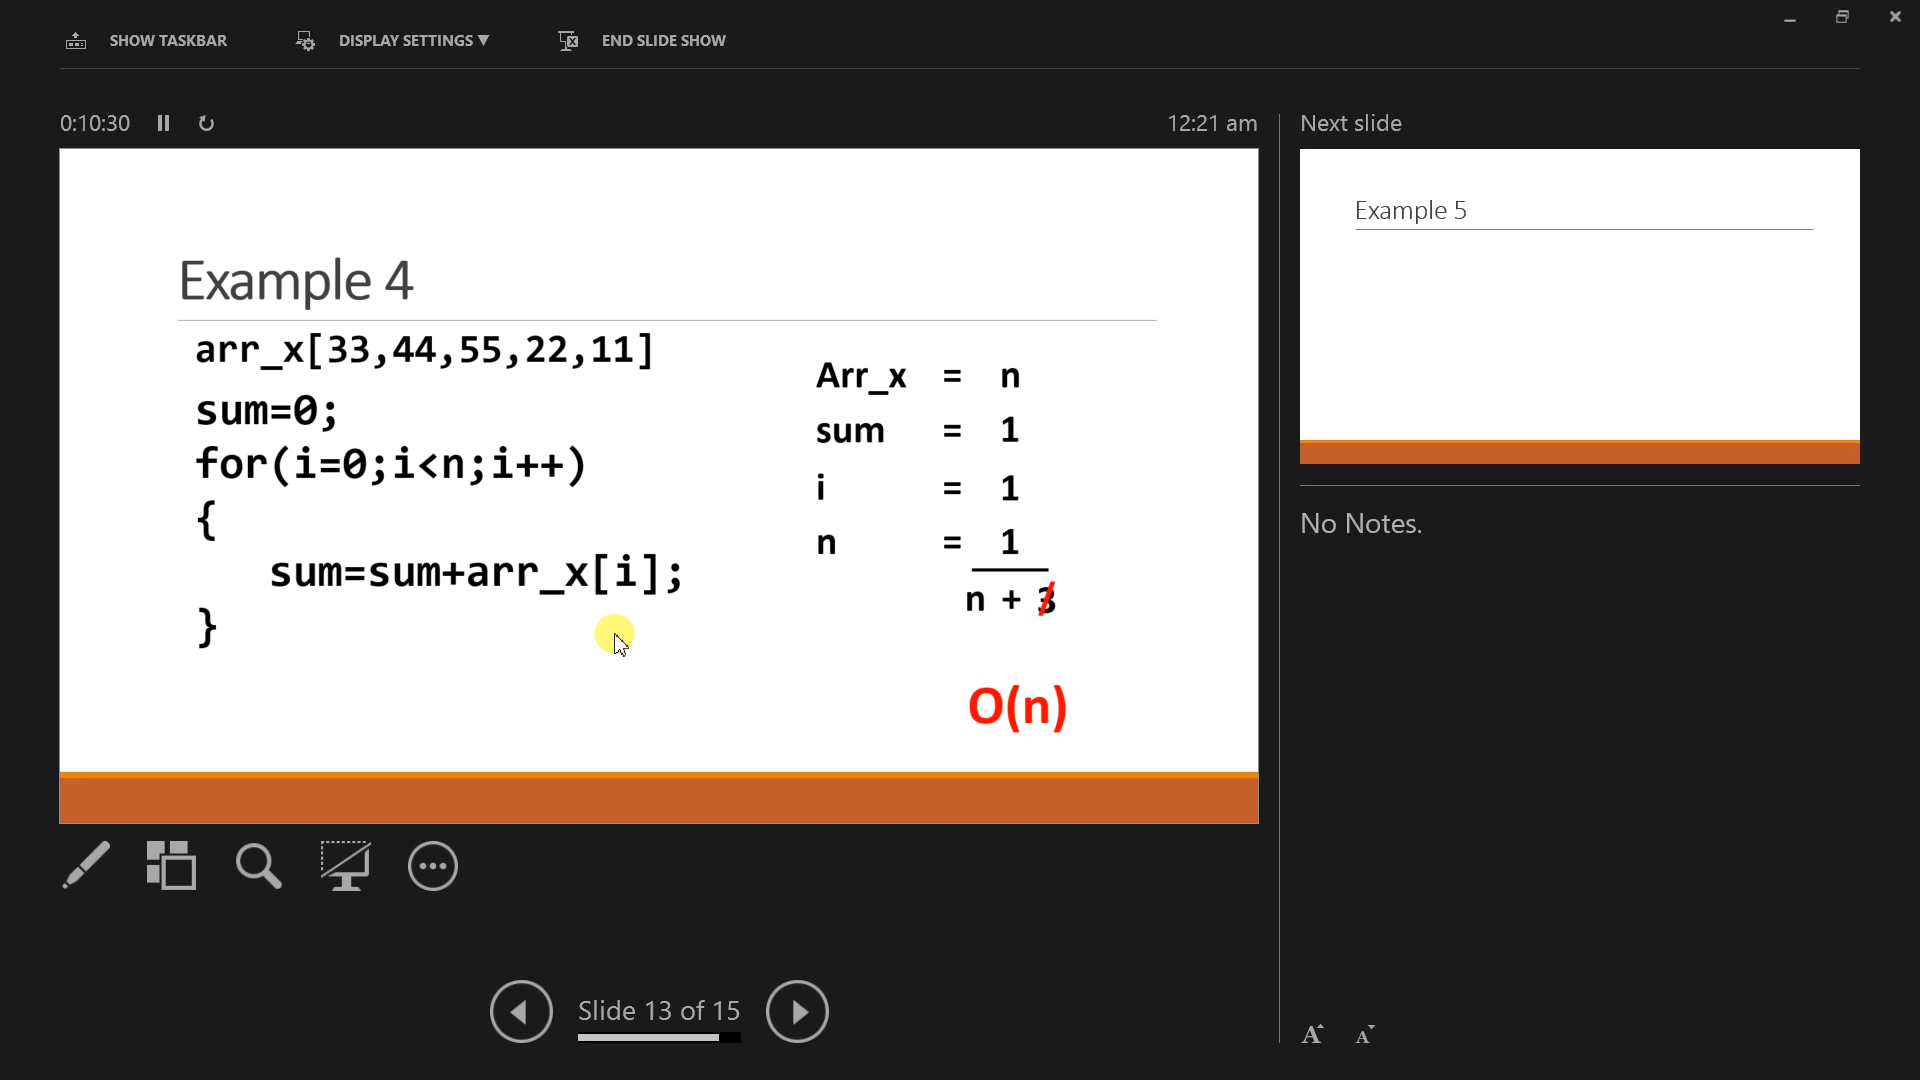 SHOW TASKBAR
DISPLAY SETTINGS ▼
END SLIDE SHOW
0:10:30
12:21 am
Next slide
Example 4
arr_x[33,44,55,22,11]
sum=0;
for(i=0;i<n;i++)
{
sum=sum+arr_x[i];
}
Arr_x = n
sum = 1
i = 1
n = 1
n + 3
O(n)
Example 5
No Notes.
Slide 13 of 15
A A